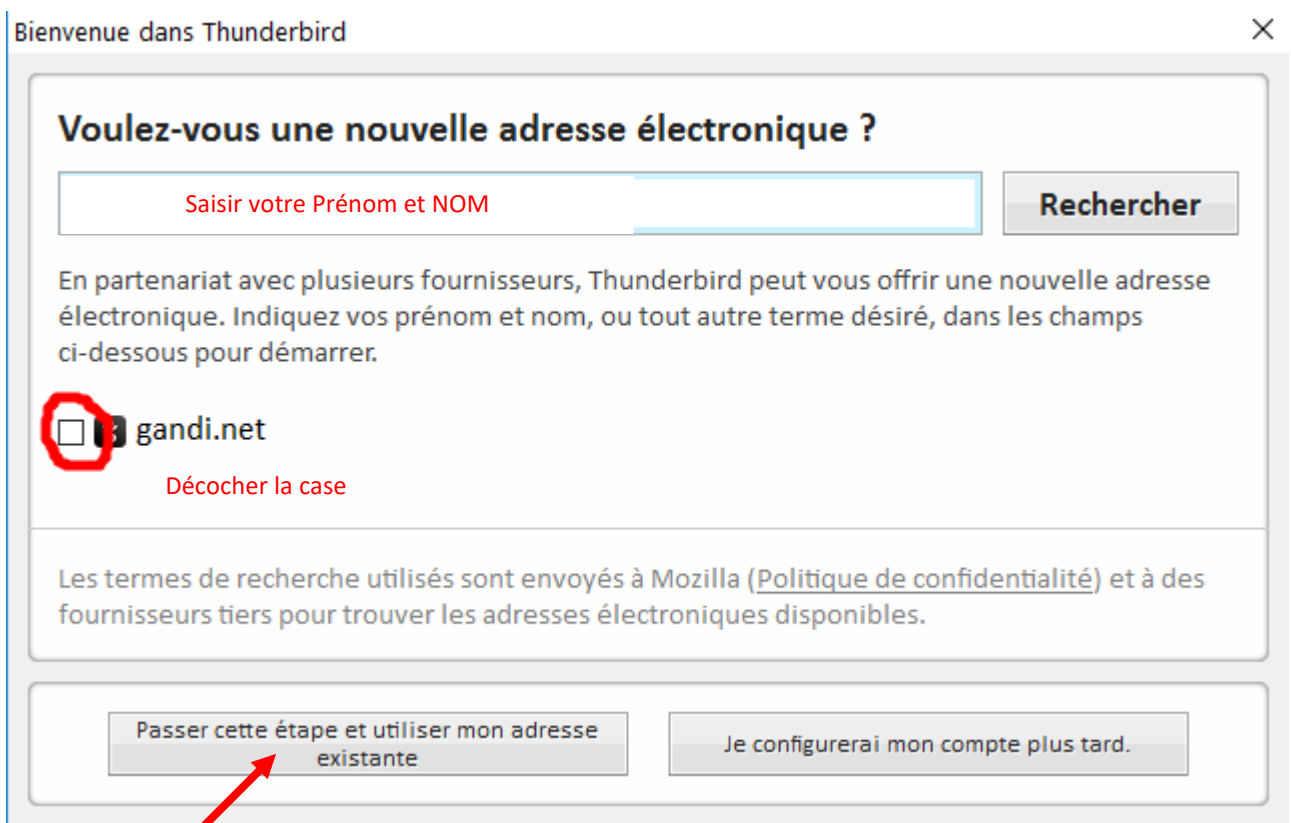 Bienvenue dans Thunderbird
Voulez-vous une nouvelle adresse électronique ?
Saisir votre Prénom et NOM
Rechercher
En partenariat avec plusieurs fournisseurs, Thunderbird peut vous offrir une nouvelle adresse
électronique. Indiquez vos prénom et nom, ou tout autre terme désiré, dans les champs
ci-dessous pour démarrer.
gandi.net
Décocher la case
Les termes de recherche utilisés sont envoyés à Mozilla (Politique de confidentialité) et à des
fournisseurs tiers pour trouver les adresses électroniques disponibles.
Passer cette étape et utiliser mon adresse
existante
Je configurerai mon compte plus tard.